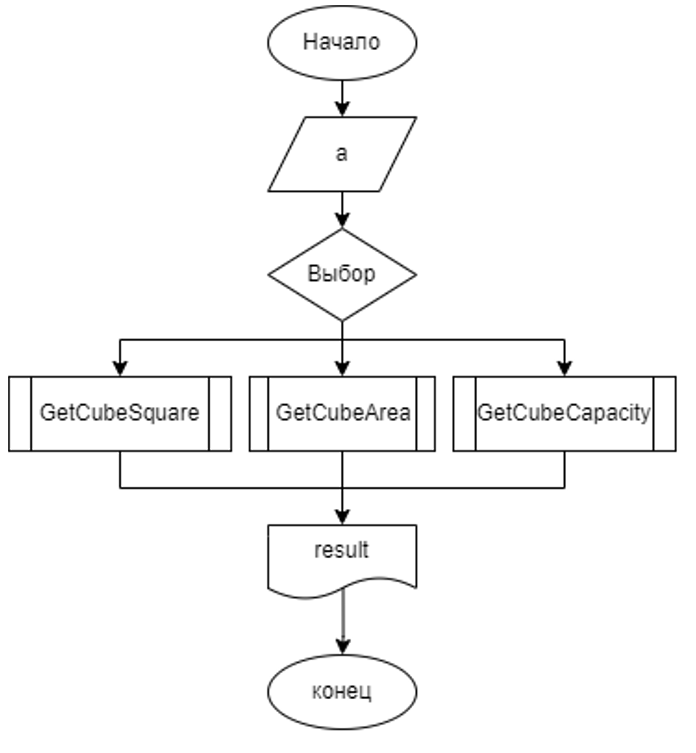 Начало
а
Выбор
GetCubeSquare
GetCubeArea
GetCubeCapacity
result
конец